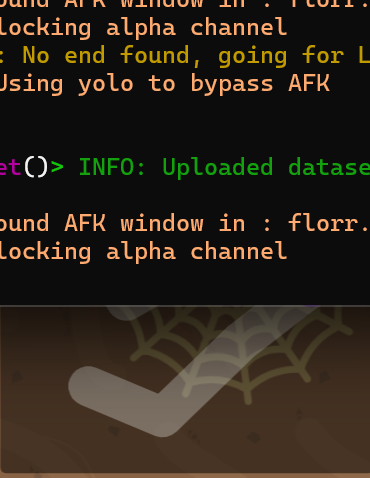 ound AFK window in : florr.
locking alpha channel
: No end found, going for L
Using yolo to bypass AFK
et()> INFO: Uploaded datase
ound AFK window in : florr.
locking alpha channel